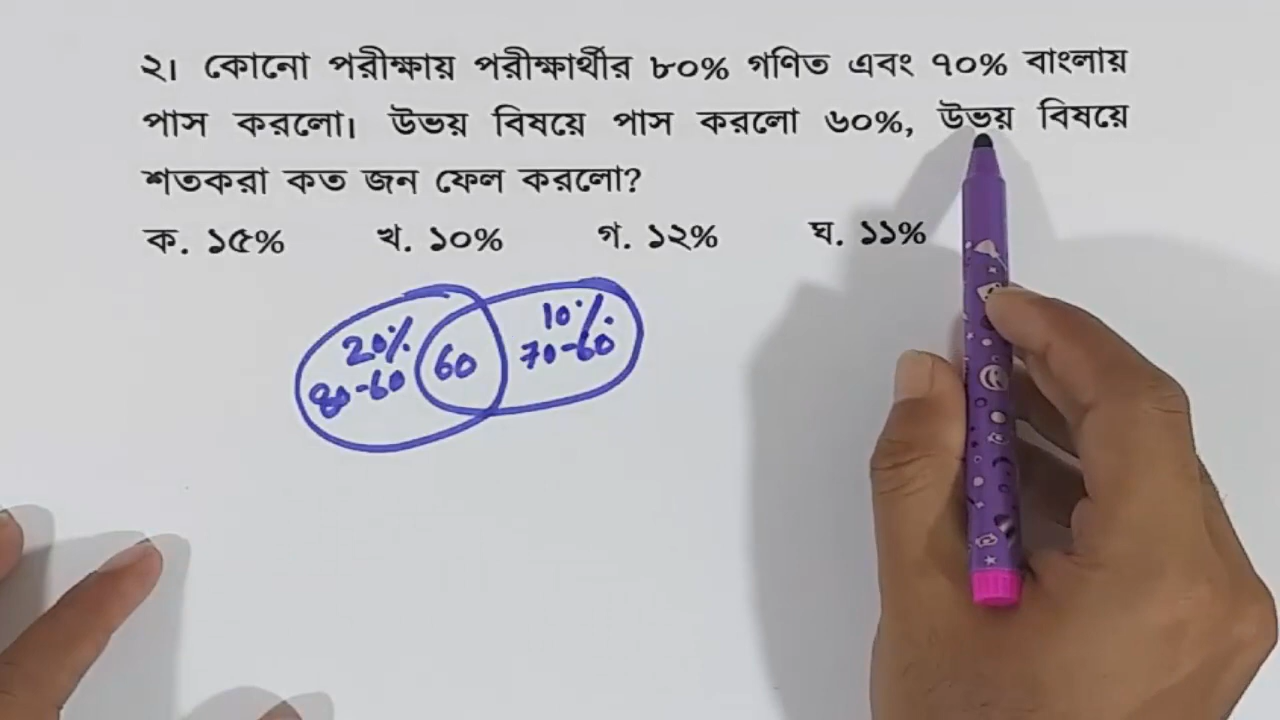 ২। কোনো পরীক্ষায় পরীক্ষার্থীর ৮০% গণিত এবং ৭০% বাংলায়
পাস করলো। উভয় বিষয়ে পাস করলো ৬০%, উভয় বিষয়ে
শতকরা কত জন ফেল করলো?
ক. ১৫% খ. ১০% গ. ১২% ঘ. ১১%
20% 10%
80-60 60 70-60